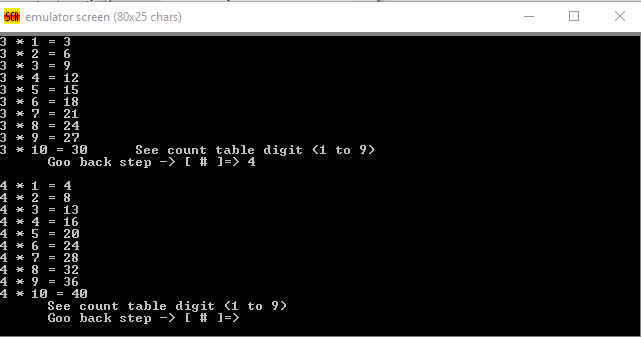 SCR emulator screen (80x25 chars)
3 * 1 = 3
3 * 2 = 6
3 * 3 = 9
3 * 4 = 12
3 * 5 = 15
3 * 6 = 18
3 * 7 = 21
3 * 8 = 24
3 * 9 = 27
3 * 10 = 30      See count table digit (1 to 9)
Goo back step -> [ # ]=> 4
4 * 1 = 4
4 * 2 = 8
4 * 3 = 13
4 * 4 = 16
4 * 5 = 20
4 * 6 = 24
4 * 7 = 28
4 * 8 = 32
4 * 9 = 36
4 * 10 = 40
See count table digit (1 to 9)
Goo back step -> [ # ]=>